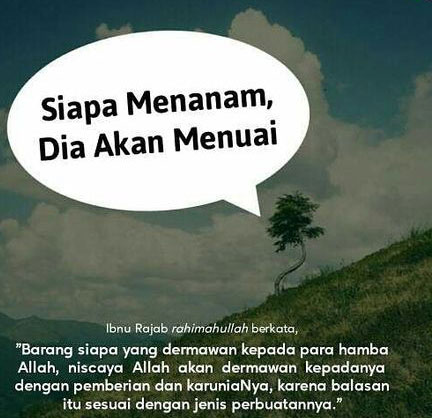 Siapa Menanam,
Dia Akan Menuai
Ibnu Rajab rahimahullah berkata,
"Barang siapa yang dermawan kepada para hamba
Allah, niscaya Allah akan dermawan kepadanya
dengan pemberian dan karuniaNya, karena balasan
itu sesuai dengan jenis perbuatannya."